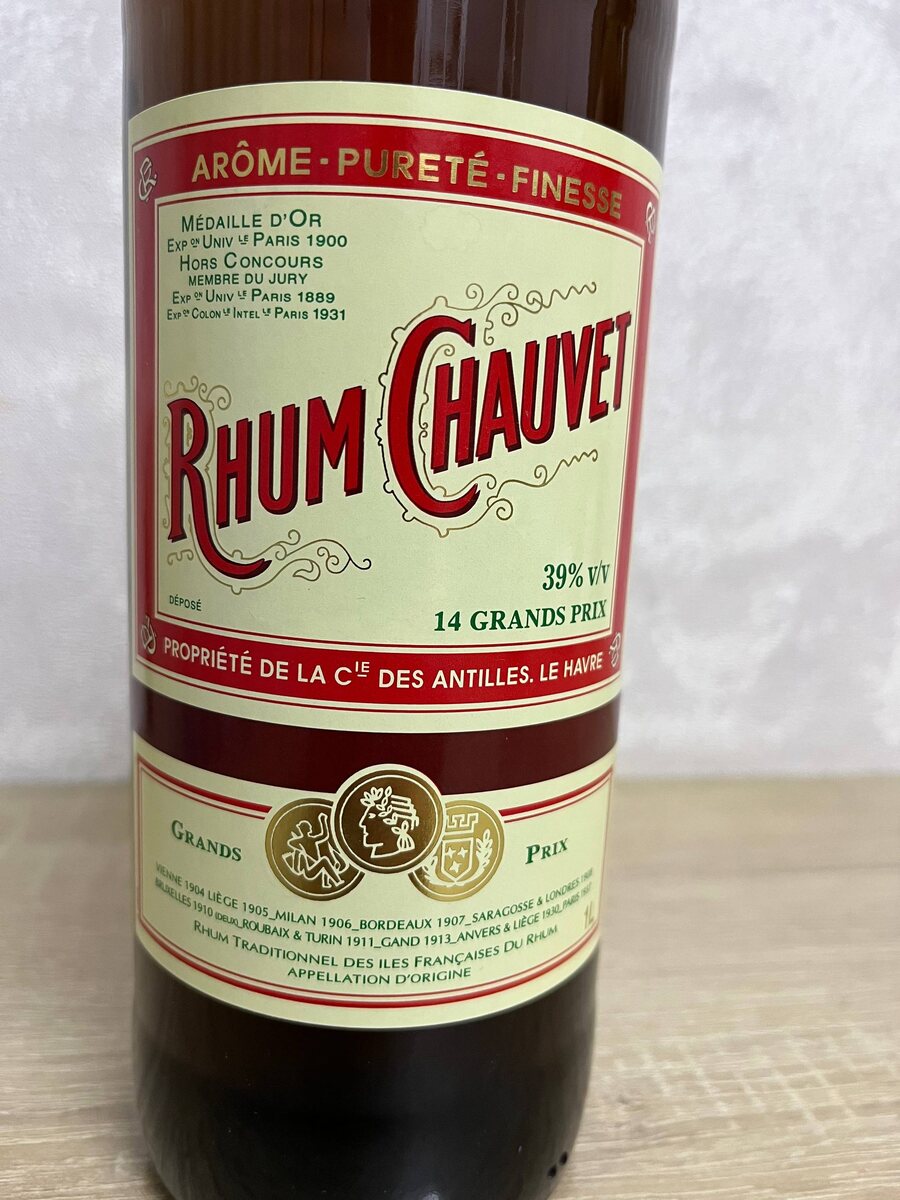 ARÔME - PURETÉ - FINESSE
MÉDAILLE D'OR
EXP ON UNIV LE PARIS 1900
HORS CONCOURS
MEMBRE DU JURY
EXP ON UNIV LE PARIS 1889
EXP ON COLON LE INTEL LE PARIS 1931
RHUM CHAUVET
39% V/V
14 GRANDS PRIX
DÉPOSÉ
PROPRIÉTÉ DE LA CIE DES ANTILLES. LE HAVRE
GRANDS PRIX
VIENNE 1904 LIÈGE 1905_MILAN 1906_BORDEAUX 1907_SARAGOSSE & LONDRES 1908
BRUXELLES 1910 (DEUX)_ROUBAIX & TURIN 1911_GAND 1913_ANVERS & LIÈGE 1930_PARIS 1937
1L
RHUM TRADITIONNEL DES ILES FRANÇAISES DU RHUM
APPELLATION D'ORIGINE